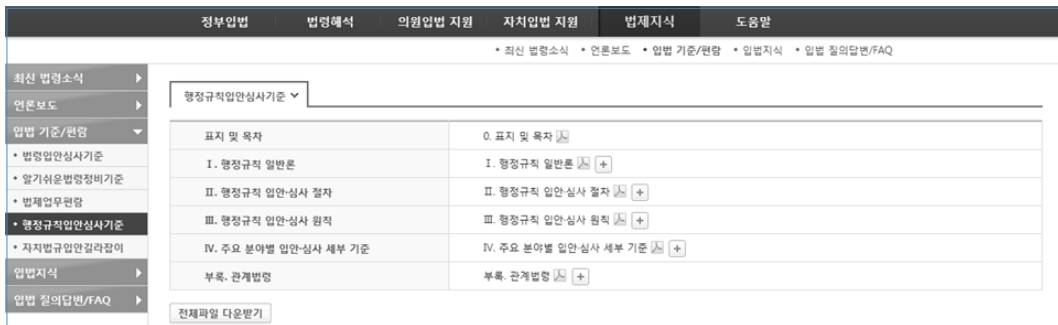 정부입법 법령해석 의원입법 지원 자치입법 지원 법제지식 도움말
• 최신 법령소식 • 언론보도 • 입법 기준/편람 • 입법지식 • 입법 질의답변/FAQ
최신 법령소식
언론보도
입법 기준/편람
• 법령입안심사기준
• 알기쉬운법령정비기준
• 법제업무편람
• 행정규칙입안심사기준
• 자치법규입안길라잡이
입법지식
입법 질의답변/FAQ
행정규칙입안심사기준
표지 및 목차 0. 표지 및 목차
Ⅰ. 행정규칙 일반론 Ⅰ. 행정규칙 일반론 +
Ⅱ. 행정규칙 입안·심사 절차 Ⅱ. 행정규칙 입안·심사 절차 +
Ⅲ. 행정규칙 입안·심사 원칙 Ⅲ. 행정규칙 입안·심사 원칙 +
Ⅳ. 주요 분야별 입안·심사 세부 기준 Ⅳ. 주요 분야별 입안·심사 세부 기준 +
부록. 관계법령 부록. 관계법령 +
전체파일 다운받기